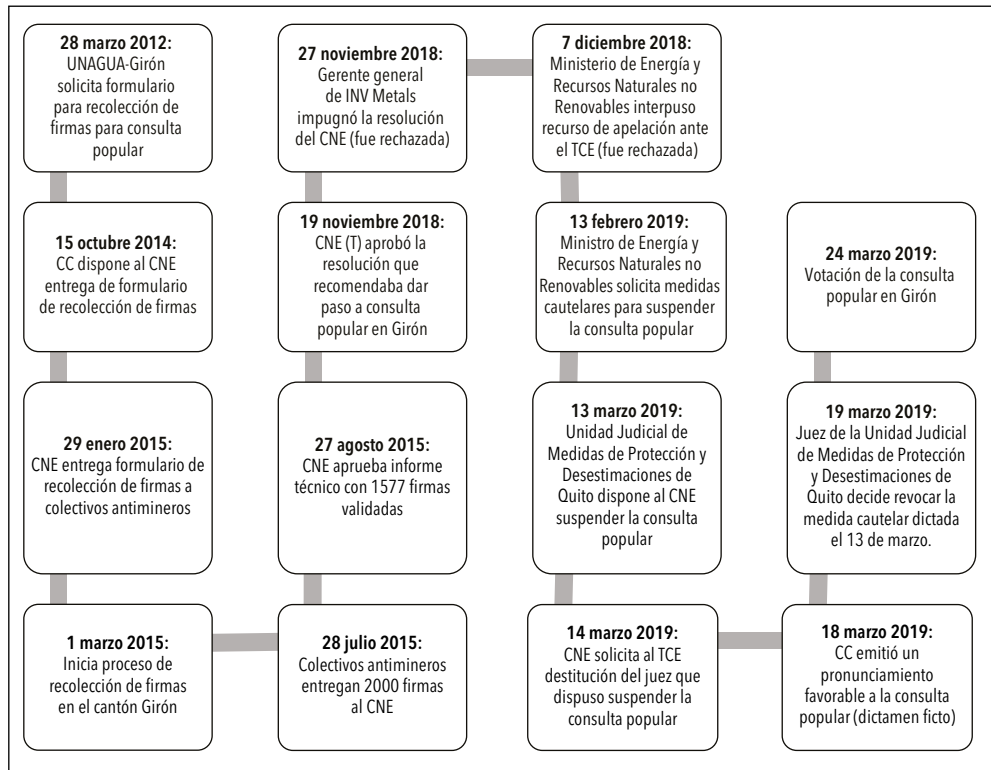 28 marzo 2012:
UNAGUA-Girón
solicita formulario
para recolección de
firmas para consulta
popular
15 octubre 2014:
CC dispone al CNE
entrega de formulario
de recolección de firmas
29 enero 2015:
CNE entrega formulario de
recolección de firmas a
colectivos antimineros
1 marzo 2015:
Inicia proceso de
recolección de firmas
en el cantón Girón
28 julio 2015:
Colectivos antimineros
entregan 2000 firmas
al CNE
27 agosto 2015:
CNE aprueba informe
técnico con 1577 firmas
validadas
19 noviembre 2018:
CNE (T) aprobó la
resolución que
recomendaba dar
paso a consulta
popular en Girón
27 noviembre 2018:
Gerente general
de INV Metals
impugnó la resolución
del CNE (fue rechazada)
7 diciembre 2018:
Ministerio de Energía y
Recursos Naturales no
Renovables interpuso
recurso de apelación ante
el TCE (fue rechazada)
13 febrero 2019:
Ministro de Energía y
Recursos Naturales no
Renovables solicita medidas
cautelares para suspender
la consulta popular
13 marzo 2019:
Unidad Judicial de
Medidas de Protección y
Desestimaciones de
Quito dispone al CNE
suspender la consulta
popular
14 marzo 2019:
CNE solicita al TCE
destitución del juez que
dispuso suspender la
consulta popular
18 marzo 2019:
CC emitió un
pronunciamiento
favorable a la consulta
popular (dictamen ficto)
19 marzo 2019:
Juez de la Unidad Judicial
de Medidas de Protección
y Desestimaciones de
Quito decide revocar la
medida cautelar dictada
el 13 de marzo.
24 marzo 2019:
Votación de la consulta
popular en Girón